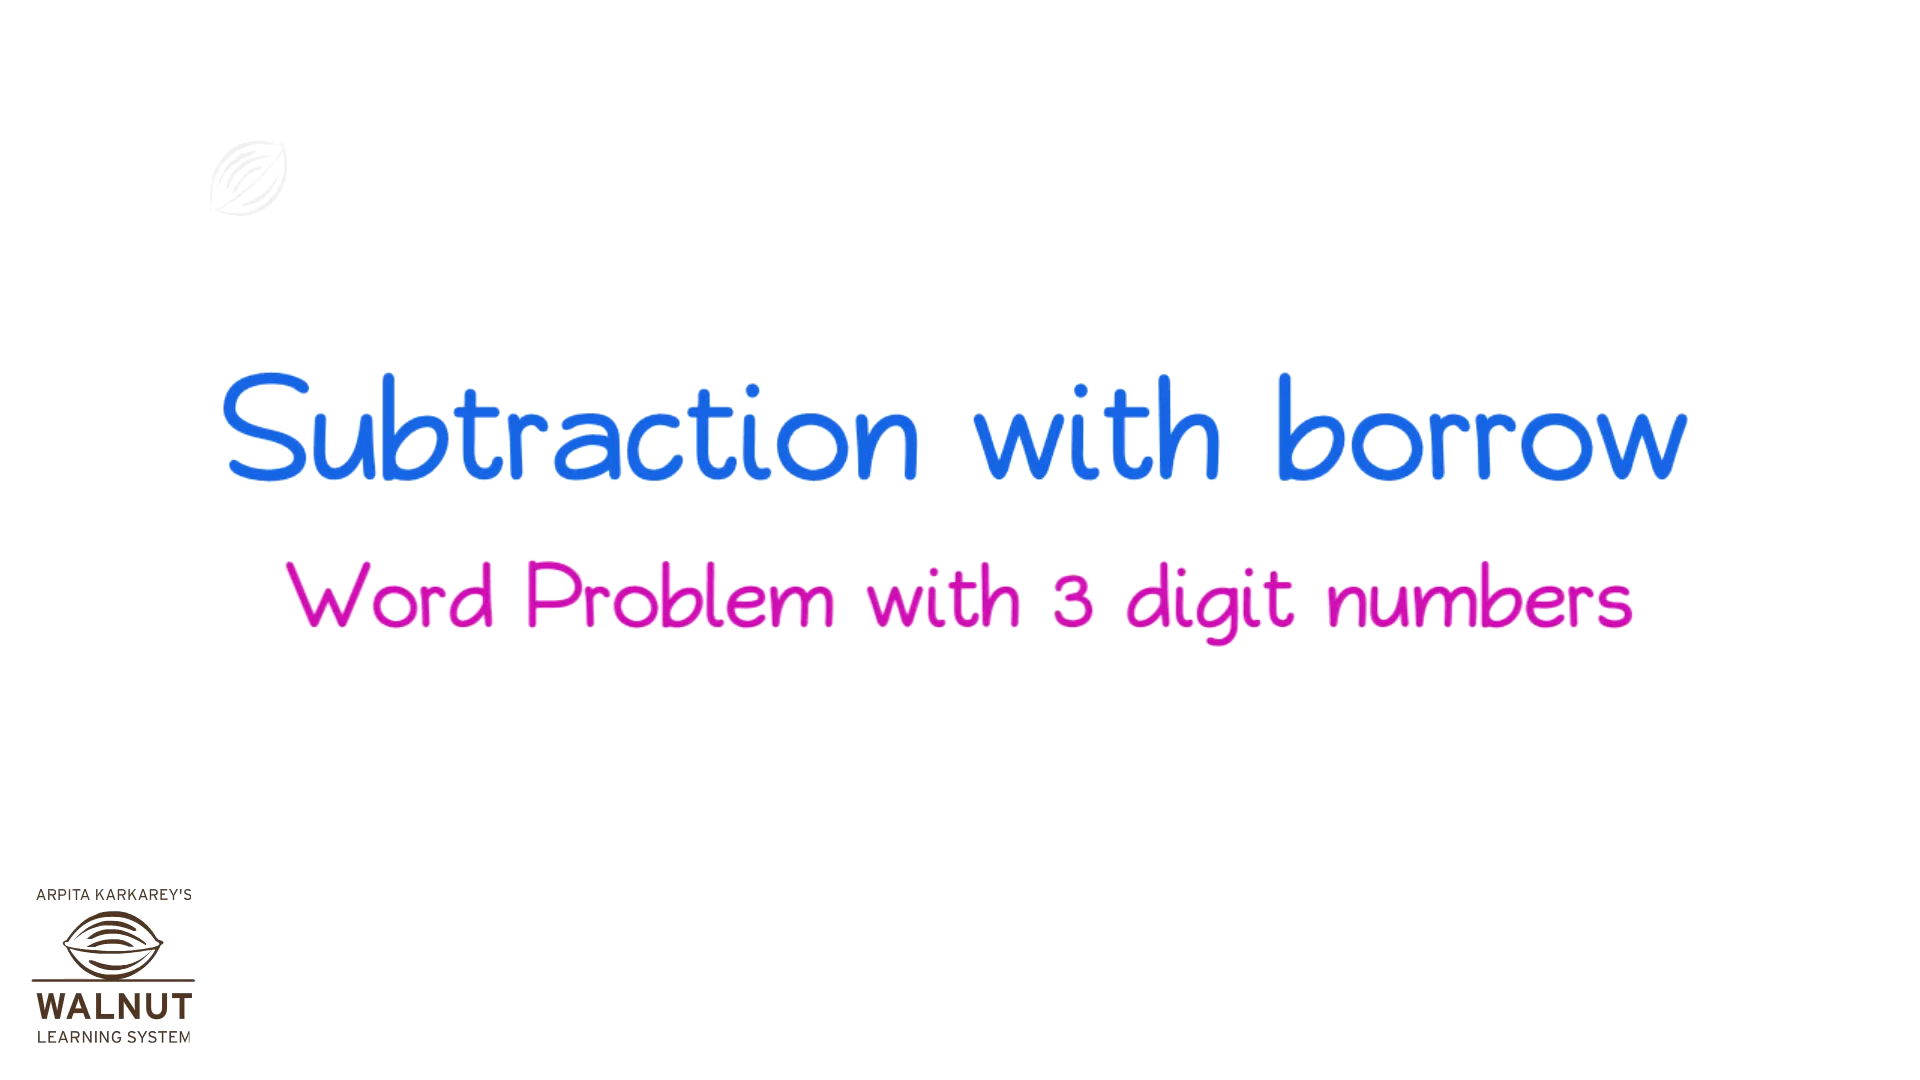 Subtraction with borrow
Word Problem with 3 digit numbers
ARPITA KARKAREY'S
WALNUT
LEARNING SYSTEM